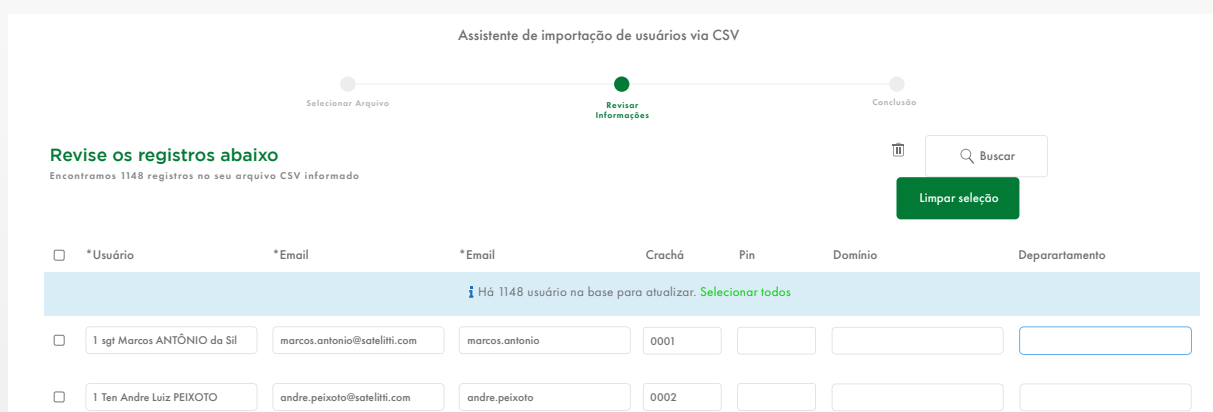 Assistente de importação de usuários via CSV
Selecionar Arquivo
Revisar
Informações
Conclusão
Revise os registros abaixo
Encontramos 1148 registros no seu arquivo CSV informado
Buscar
Limpar seleção
*Usuário *Email *Email Crachá Pin Domínio Deparartamento
Há 1148 usuário na base para atualizar. Selecionar todos
1 sgt Marcos ANTÔNIO da Sil marcos.antonio@satelitti.com marcos.antonio 0001
1 Ten Andre Luiz PEIXOTO andre.peixoto@satelitti.com andre.peixoto 0002